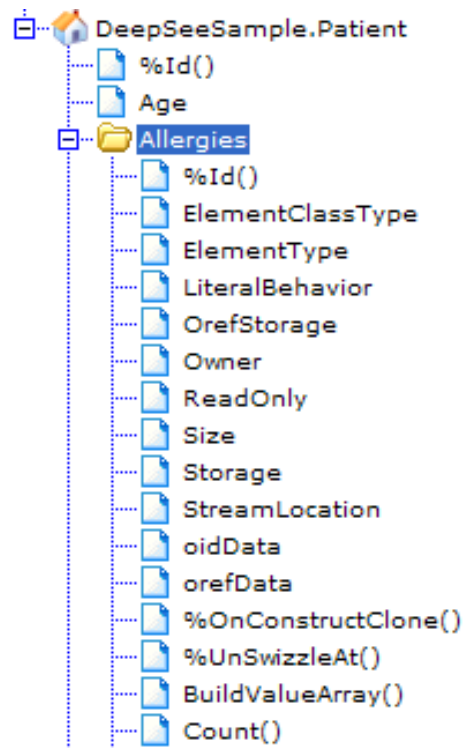 DeepSeeSample.Patient
%Id()
Age
Allergies
%Id()
ElementClassType
ElementType
LiteralBehavior
OrefStorage
Owner
ReadOnly
Size
Storage
StreamLocation
oidData
orefData
%OnConstructClone()
%UnSwizzleAt()
BuildValueArray()
Count()